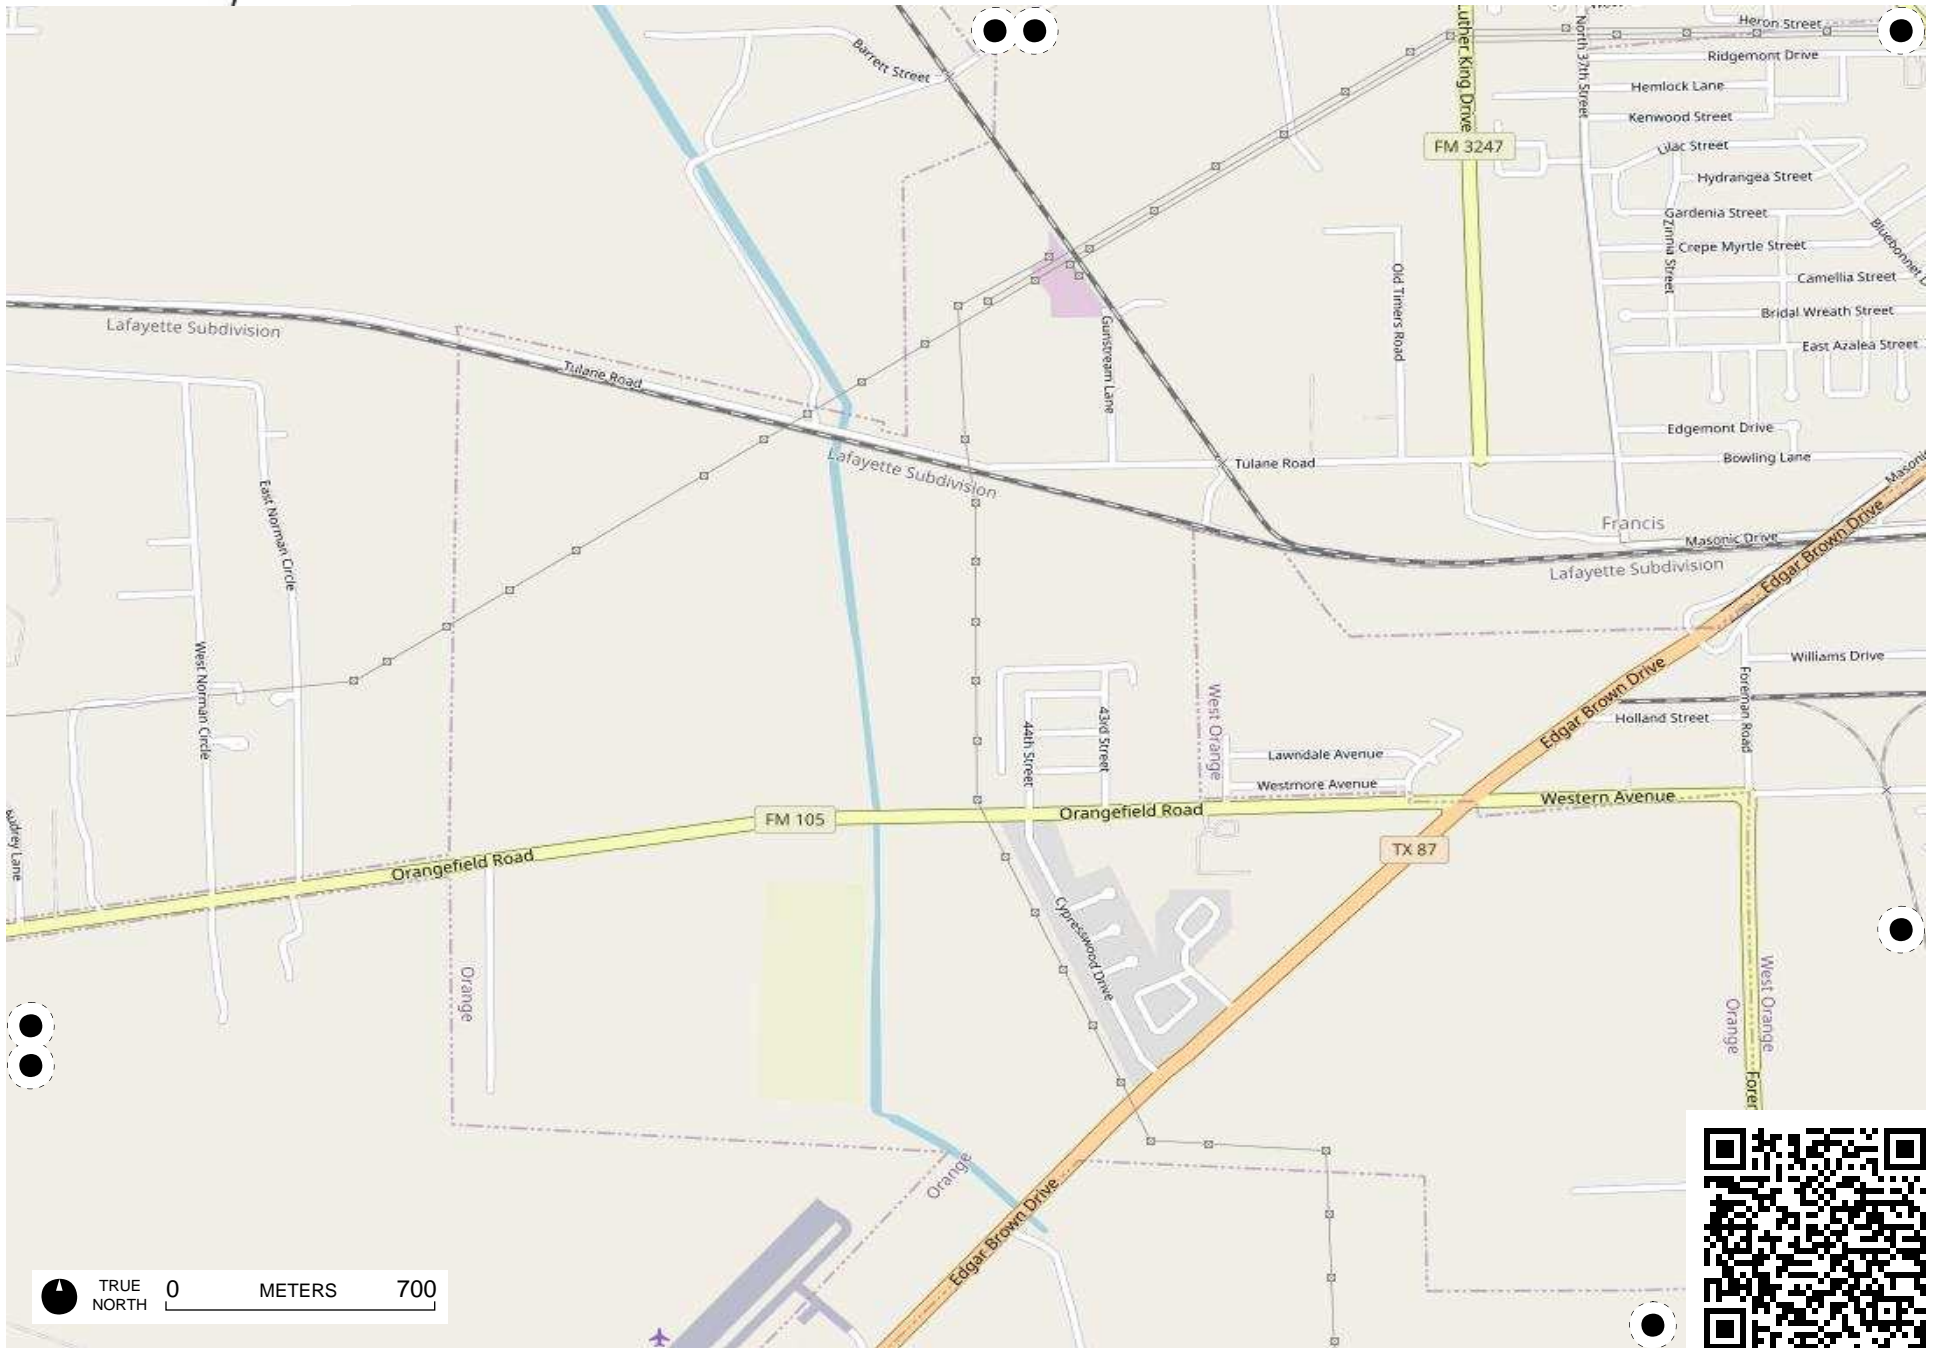 Heron Street
Ridgemont Drive
Barrett Street
Luther King Drive
North 37th Street
Hemlock Lane
Kenwood Street
FM 3247
Lilac Street
Hydrangea Street
Gardenia Street
Zinnia Street
Crepe Myrtle Street
Bluebonnet D
Camellia Street
Old Timers Road
Bridal Wreath Street
Lafayette Subdivision
Gunstream Lane
East Azalea Street
Tulane Road
Edgemont Drive
Lafayette Subdivision
Tulane Road
Bowling Lane
Masonic
East Norman Circle
Francis
Masonic Drive
Edgar Brown Drive
Lafayette Subdivision
West Norman Circle
Williams Drive
Foreman Road
Edgar Brown Drive
West Orange
44th Street
43rd Street
Holland Street
Lawndale Avenue
Westmore Avenue
Western Avenue
Orangefield Road
FM 105
TX 87
Audrey Lane
Orangefield Road
Cypresswood Drive
Orange
West Orange
Orange
Forem
Orange
Edgar Brown Drive
TRUE
NORTH
0 METERS 700